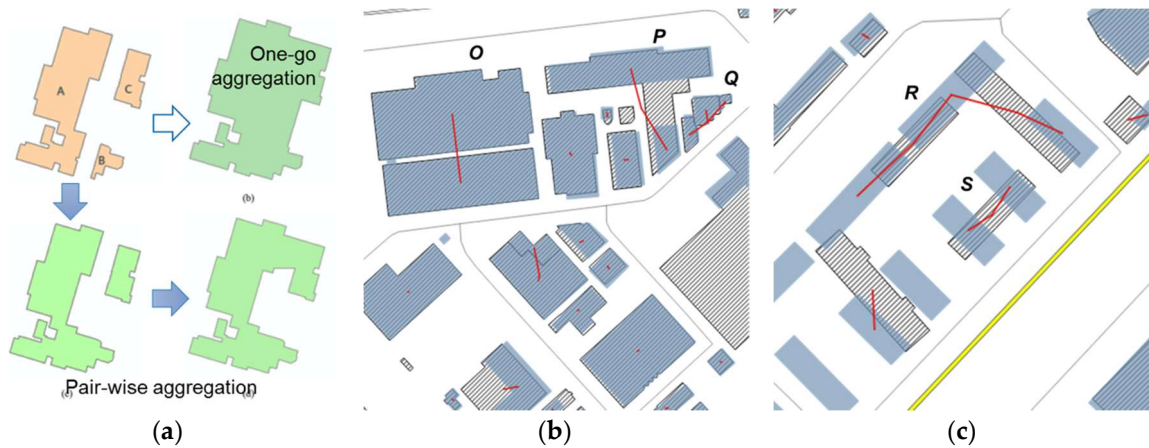 One-go
aggregation
A
C
B
(b)
Pair-wise aggregation
(c)
(d)
O
P
Q
R
S
(a)
(b)
(c)